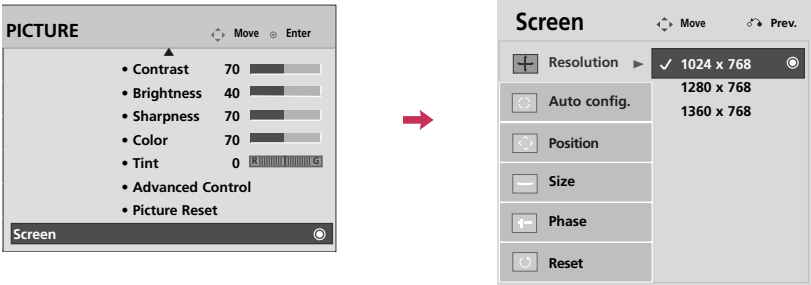 PICTURE
Move Enter
• Contrast 70
• Brightness 40
• Sharpness 70
• Color 70
• Tint 0 R G
• Advanced Control
• Picture Reset
Screen
Screen
Move Prev.
Resolution
Auto config.
Position
Size
Phase
Reset
1024 x 768
1280 x 768
1360 x 768